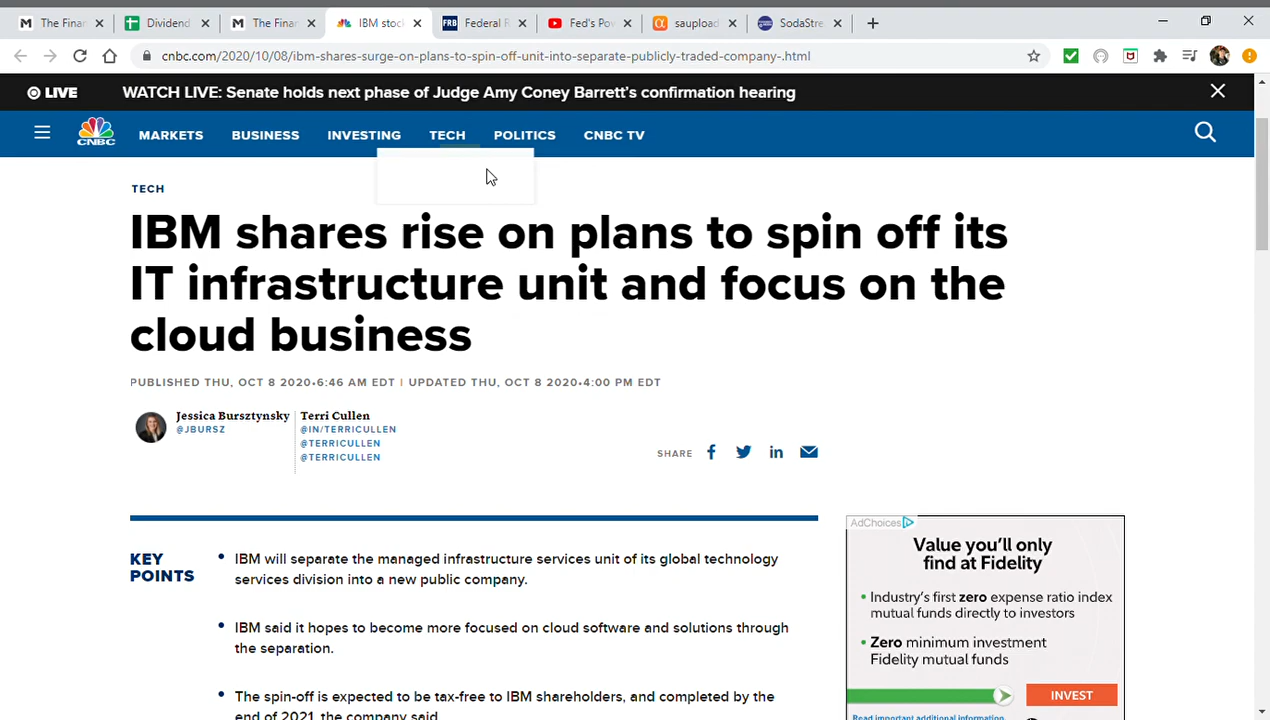 The Finan
Dividend
The Finan
IBM stoc
Federal R
Fed's Pov
saupload
SodaStre
cnbc.com/2020/10/08/ibm-shares-surge-on-plans-to-spin-off-unit-into-separate-publicly-traded-company-.html
LIVE WATCH LIVE: Senate holds next phase of Judge Amy Coney Barrett's confirmation hearing
CNBC
MARKETS BUSINESS INVESTING TECH POLITICS CNBC TV
TECH
IBM shares rise on plans to spin off its
IT infrastructure unit and focus on the
cloud business
PUBLISHED THU, OCT 8 2020•6:46 AM EDT | UPDATED THU, OCT 8 2020•4:00 PM EDT
Jessica Bursztynsky
@JBURSZ
Terri Cullen
@IN/TERRICULLEN
@TERRICULLEN
@TERRICULLEN
SHARE
KEY
POINTS
• IBM will separate the managed infrastructure services unit of its global technology
services division into a new public company.
• IBM said it hopes to become more focused on cloud software and solutions through
the separation.
• The spin-off is expected to be tax-free to IBM shareholders, and completed by the
end of 2021, the company said.
AdChoices
Value you'll only
find at Fidelity
• Industry's first zero expense ratio index
mutual funds directly to investors
• Zero minimum investment
Fidelity mutual funds
INVEST
Read important additional information.